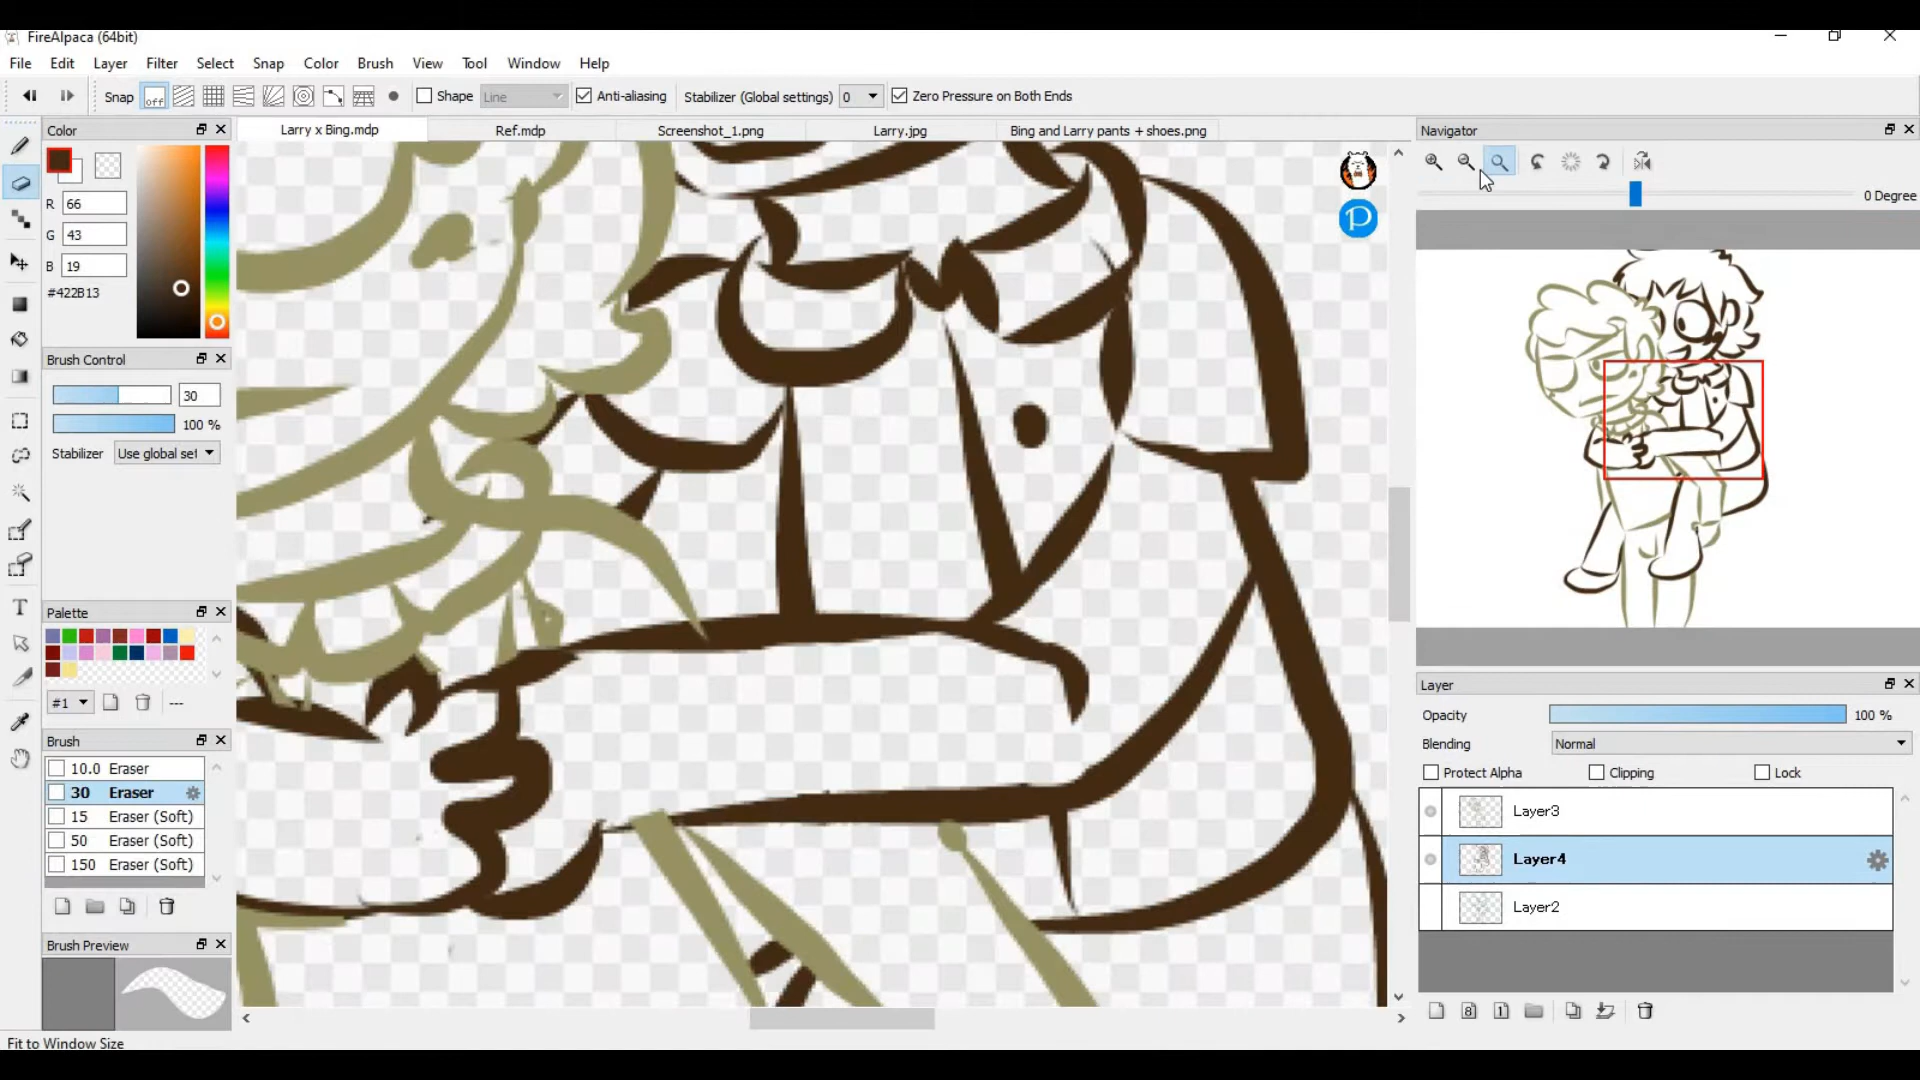 FireAlpaca (64bit)
File Edit Layer Filter Select Snap Color Brush View Tool Window Help
Snap off Shape Line Anti-aliasing Stabilizer (Global settings) 0 Zero Pressure on Both Ends
Color
Larry x Bing.mdp Ref.mdp Screenshot_1.png Larry.jpg Bing and Larry pants + shoes.png
Navigator
0 Degree
R 66
G 43
B 19
#422B13
P
Brush Control
30
100 %
Stabilizer Use global set
Palette
#1 ---
Brush
10.0 Eraser
30 Eraser
15 Eraser (Soft)
50 Eraser (Soft)
150 Eraser (Soft)
Brush Preview
Layer
Opacity 100 %
Blending Normal
Protect Alpha Clipping Lock
Layer3
Layer4
Layer2
8 1
Fit to Window Size